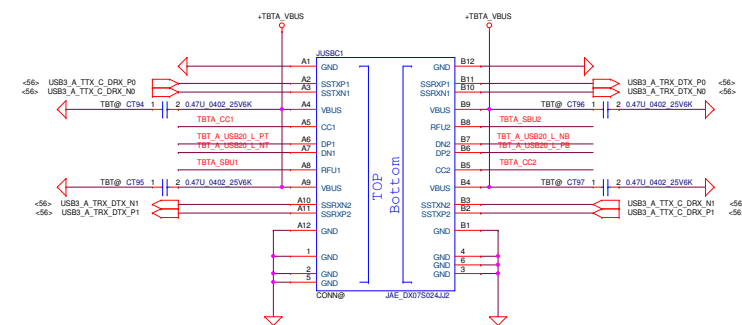 +TBTA_VBUS +TBTA_VBUS
JUSBC1
A1 GND GND B12
<56> USB3_A_TTX_C_DRX_P0 A2 SSTXP1 SSRXP1 B11 USB3_A_TRX_DTX_P0 <56>
<56> USB3_A_TTX_C_DRX_N0 A3 SSTXN1 SSRXN1 B10 USB3_A_TRX_DTX_N0 <56>
TBT@ CT94 1 2 0.47U_0402_25V6K A4 VBUS VBUS B9 TBT@ CT96 1 2 0.47U_0402_25V6K
TBTA_CC1 A5 CC1 RFU2 B8 TBTA_SBU2
TBT_A_USB20_L_PT A6 DP1 DN2 B7 TBT_A_USB20_L_NB
TBT_A_USB20_L_NT A7 DN1 DP2 B6 TBT_A_USB20_L_PB
TBTA_SBU1 A8 RFU1 CC2 B5 TBTA_CC2
TBT@ CT95 1 2 0.47U_0402_25V6K A9 VBUS VBUS B4 TBT@ CT97 1 2 0.47U_0402_25V6K
<56> USB3_A_TRX_DTX_N1 A10 SSRXN2 SSTXN2 B3 USB3_A_TTX_C_DRX_N1 <56
<56> USB3_A_TRX_DTX_P1 A11 SSRXP2 SSTXP2 B2 USB3_A_TTX_C_DRX_P1 <56
A12 GND GND B1
TOP
Bottom
1 GND GND 4
2 GND GND 6
5 GND GND 3
CONN@ JAE_DX07S024JJ2